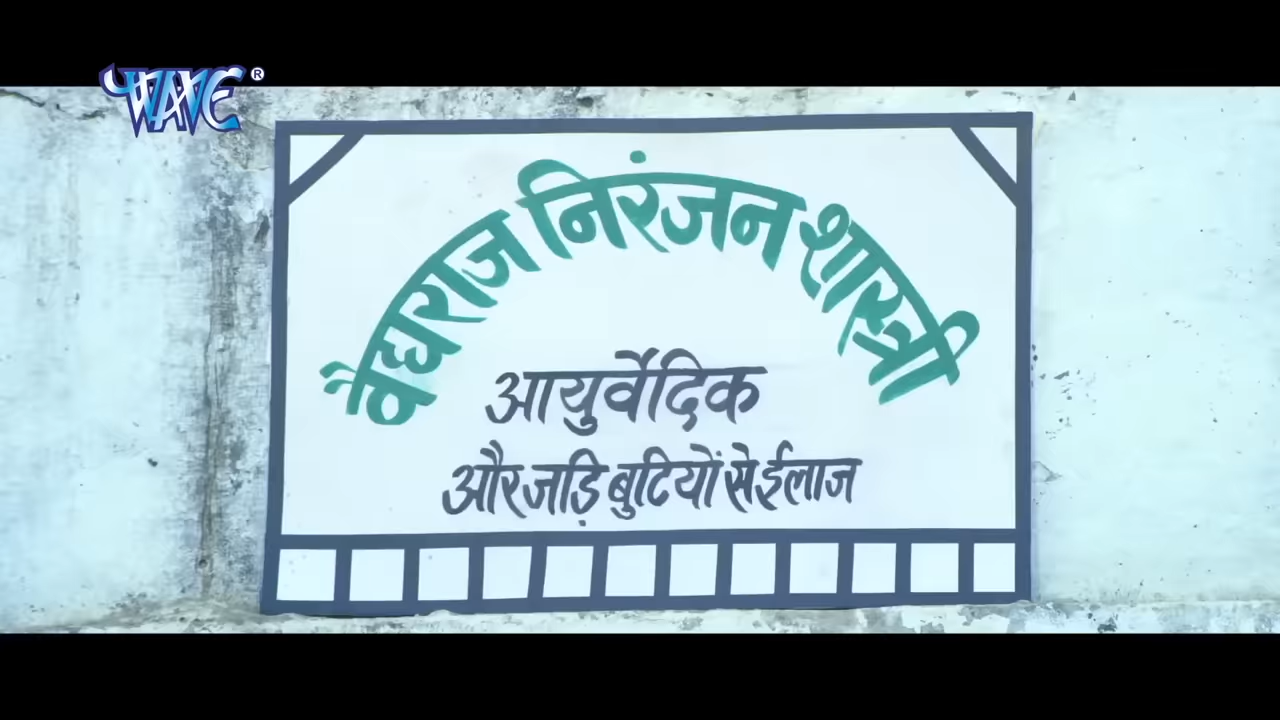 WAVE ®
वैद्यराज निरंजन शास्त्री
आयुर्वेदिक
और जड़ि बुटियों से ईलाज